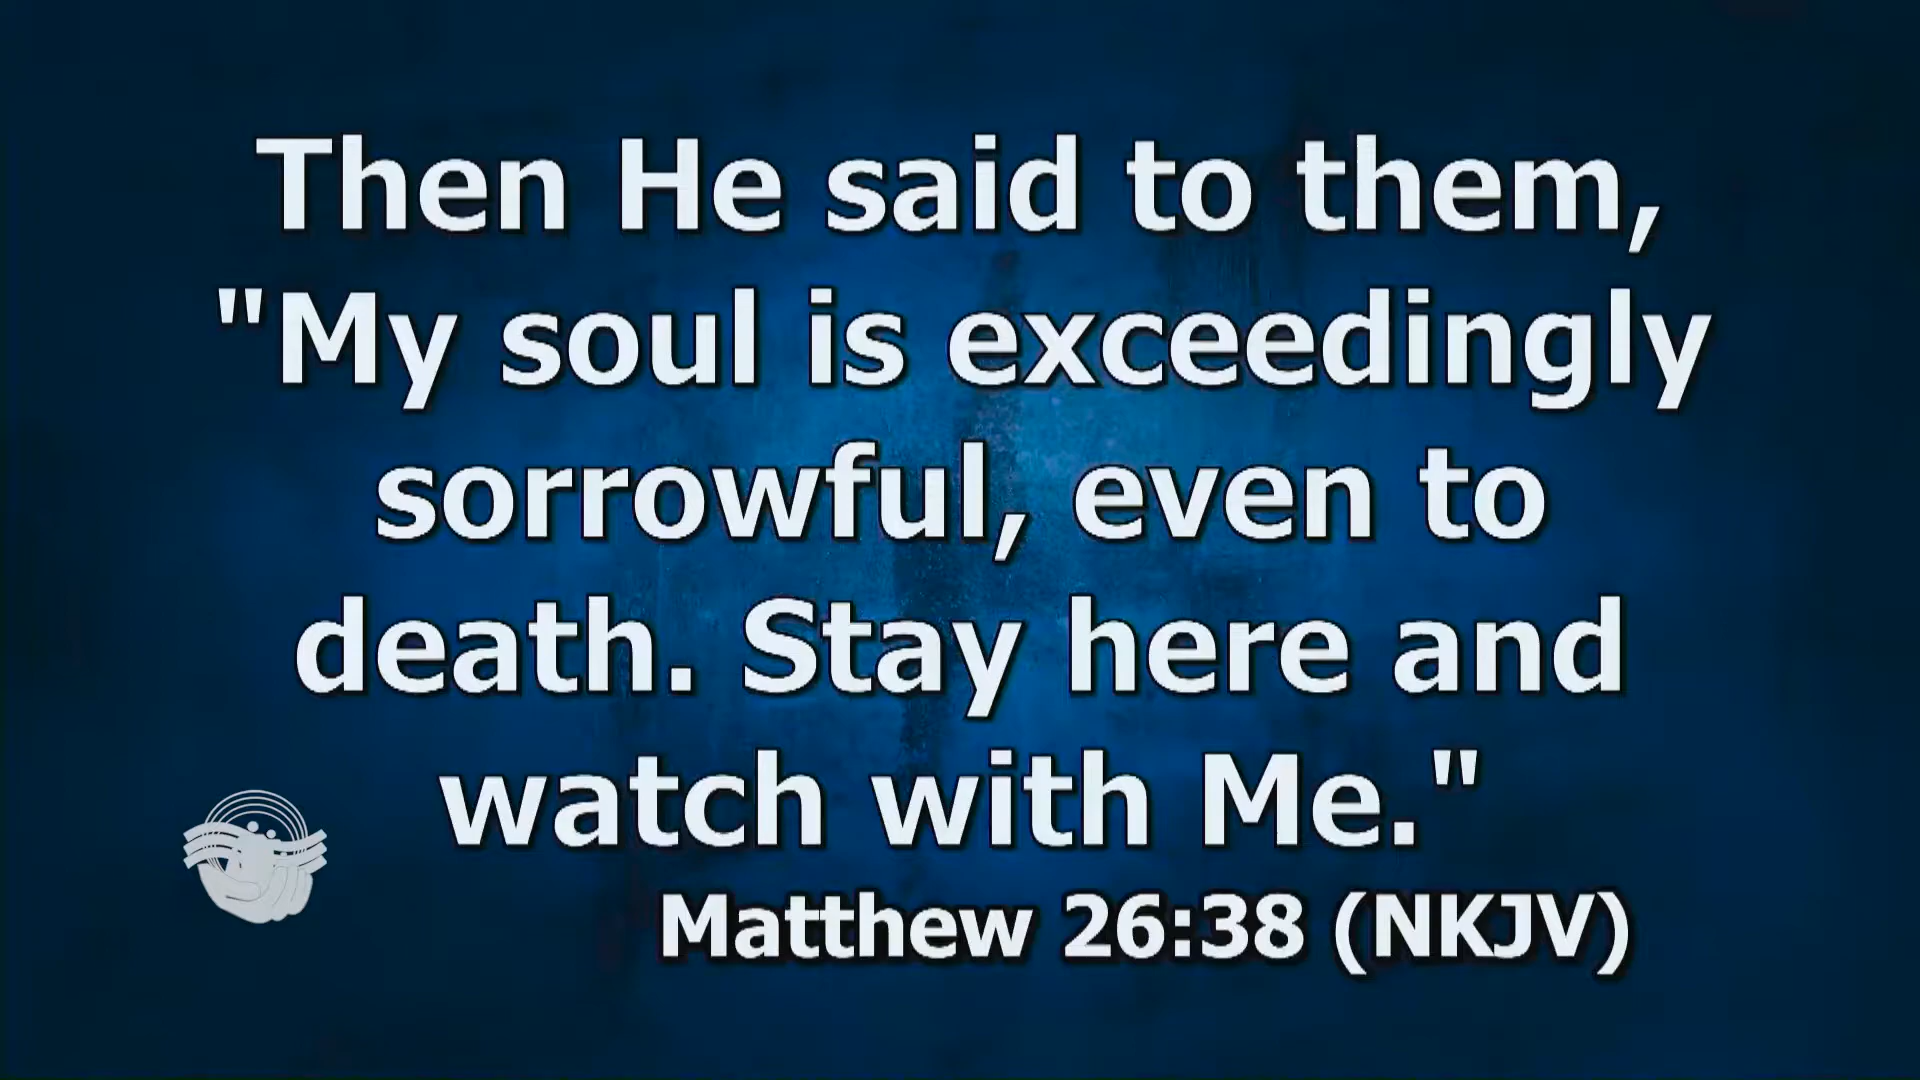 Then He said to them,
"My soul is exceedingly
sorrowful, even to
death. Stay here and
watch with Me."
Matthew 26:38 (NKJV)